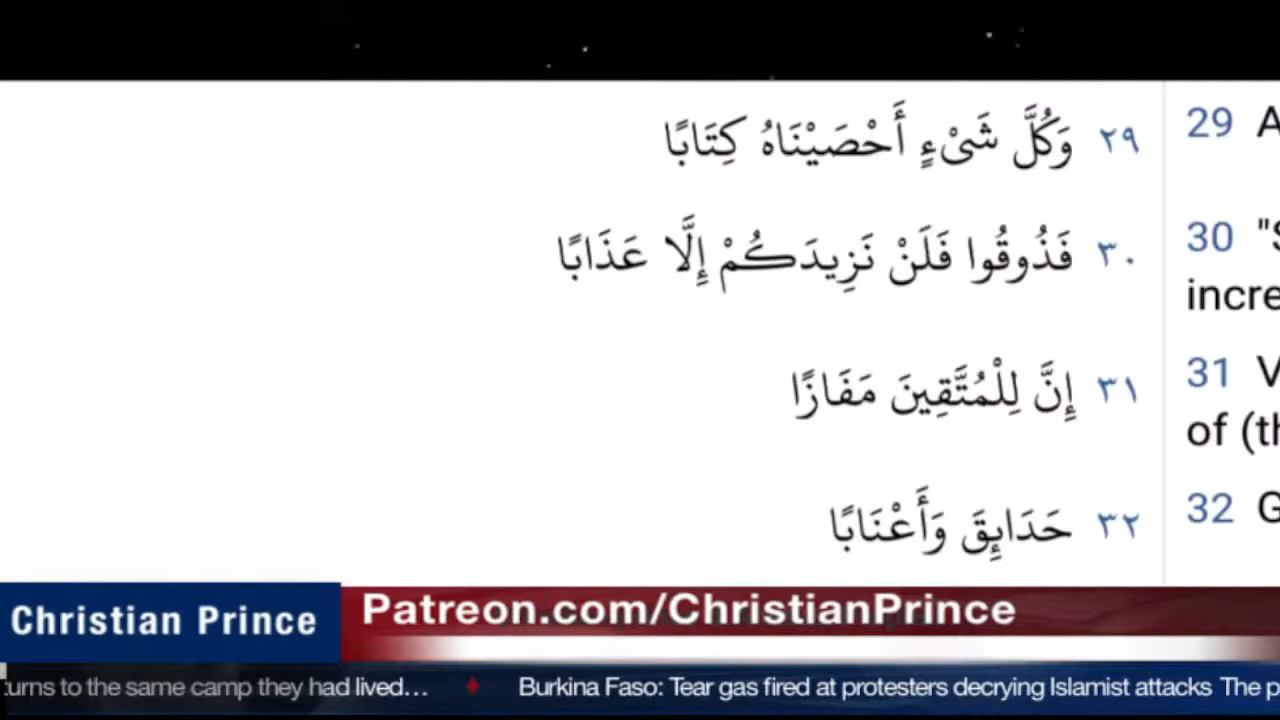 ٢٩ وَكُلَّ شَىْءٍ أَحْصَيْنَاهُ كِتَابًا
29 A
٣٠ فَذُوقُوا فَلَنْ نَزِيدَكُمْ إِلَّا عَذَابًا
30 "S
incre
٣١ إِنَّ لِلْمُتَّقِينَ مَفَازًا
31 V
of (th
٣٢ حَدَائِقَ وَأَعْنَابًا
32 G
Christian Prince
Patreon.com/ChristianPrince
urns to the same camp they had lived... Burkina Faso: Tear gas fired at protesters decrying Islamist attacks The p